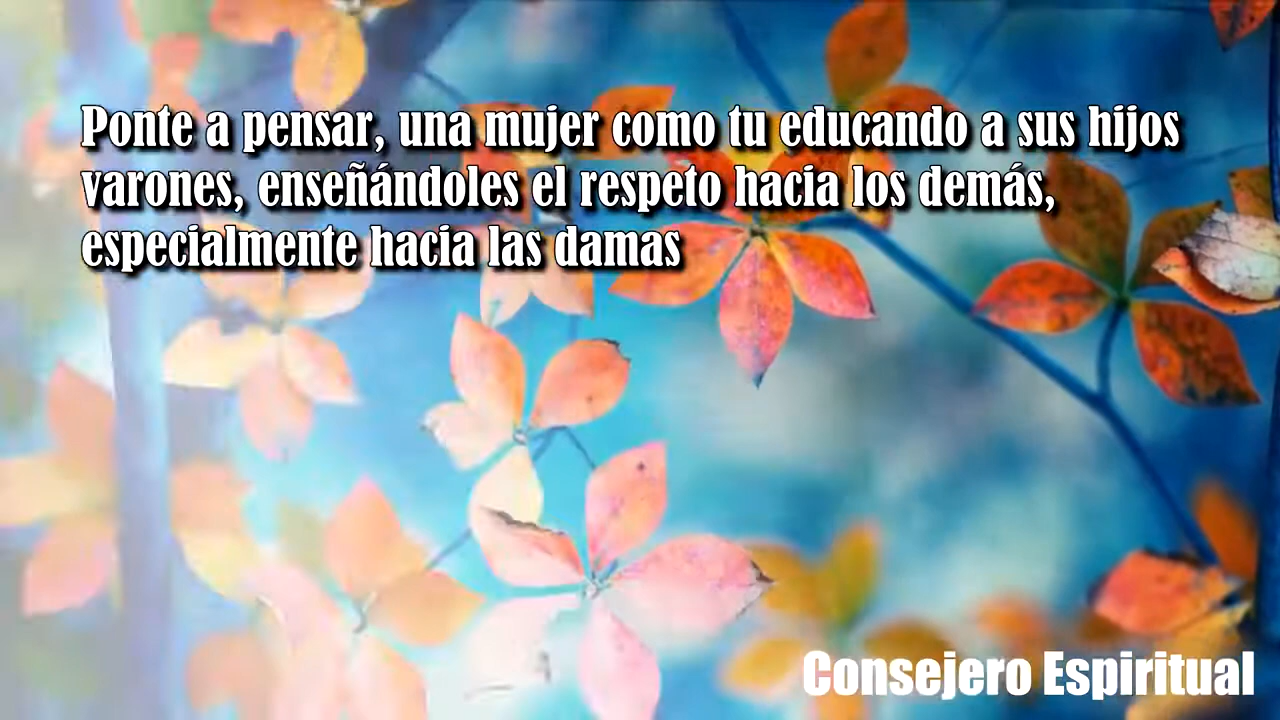 Ponte a pensar, una mujer como tu educando a sus hijos
varones, enseñándoles el respeto hacia los demás,
especialmente hacia las damas
Consejero Espiritual